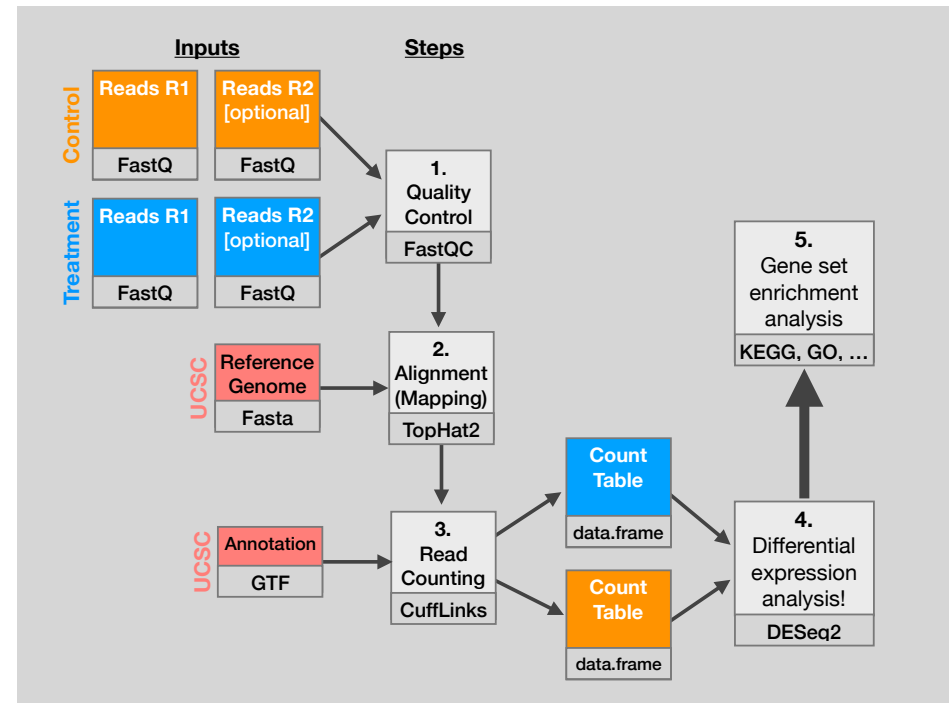 Inputs
Steps
Control
Reads R1
FastQ
Reads R2
[optional]
FastQ
Treatment
Reads R1
FastQ
Reads R2
[optional]
FastQ
1.
Quality
Control
FastQC
UCSC
Reference
Genome
Fasta
2.
Alignment
(Mapping)
TopHat2
UCSC
Annotation
GTF
3.
Read
Counting
CuffLinks
Count
Table
data.frame
Count
Table
data.frame
4.
Differential
expression
analysis!
DESeq2
5.
Gene set
enrichment
analysis
KEGG, GO, …